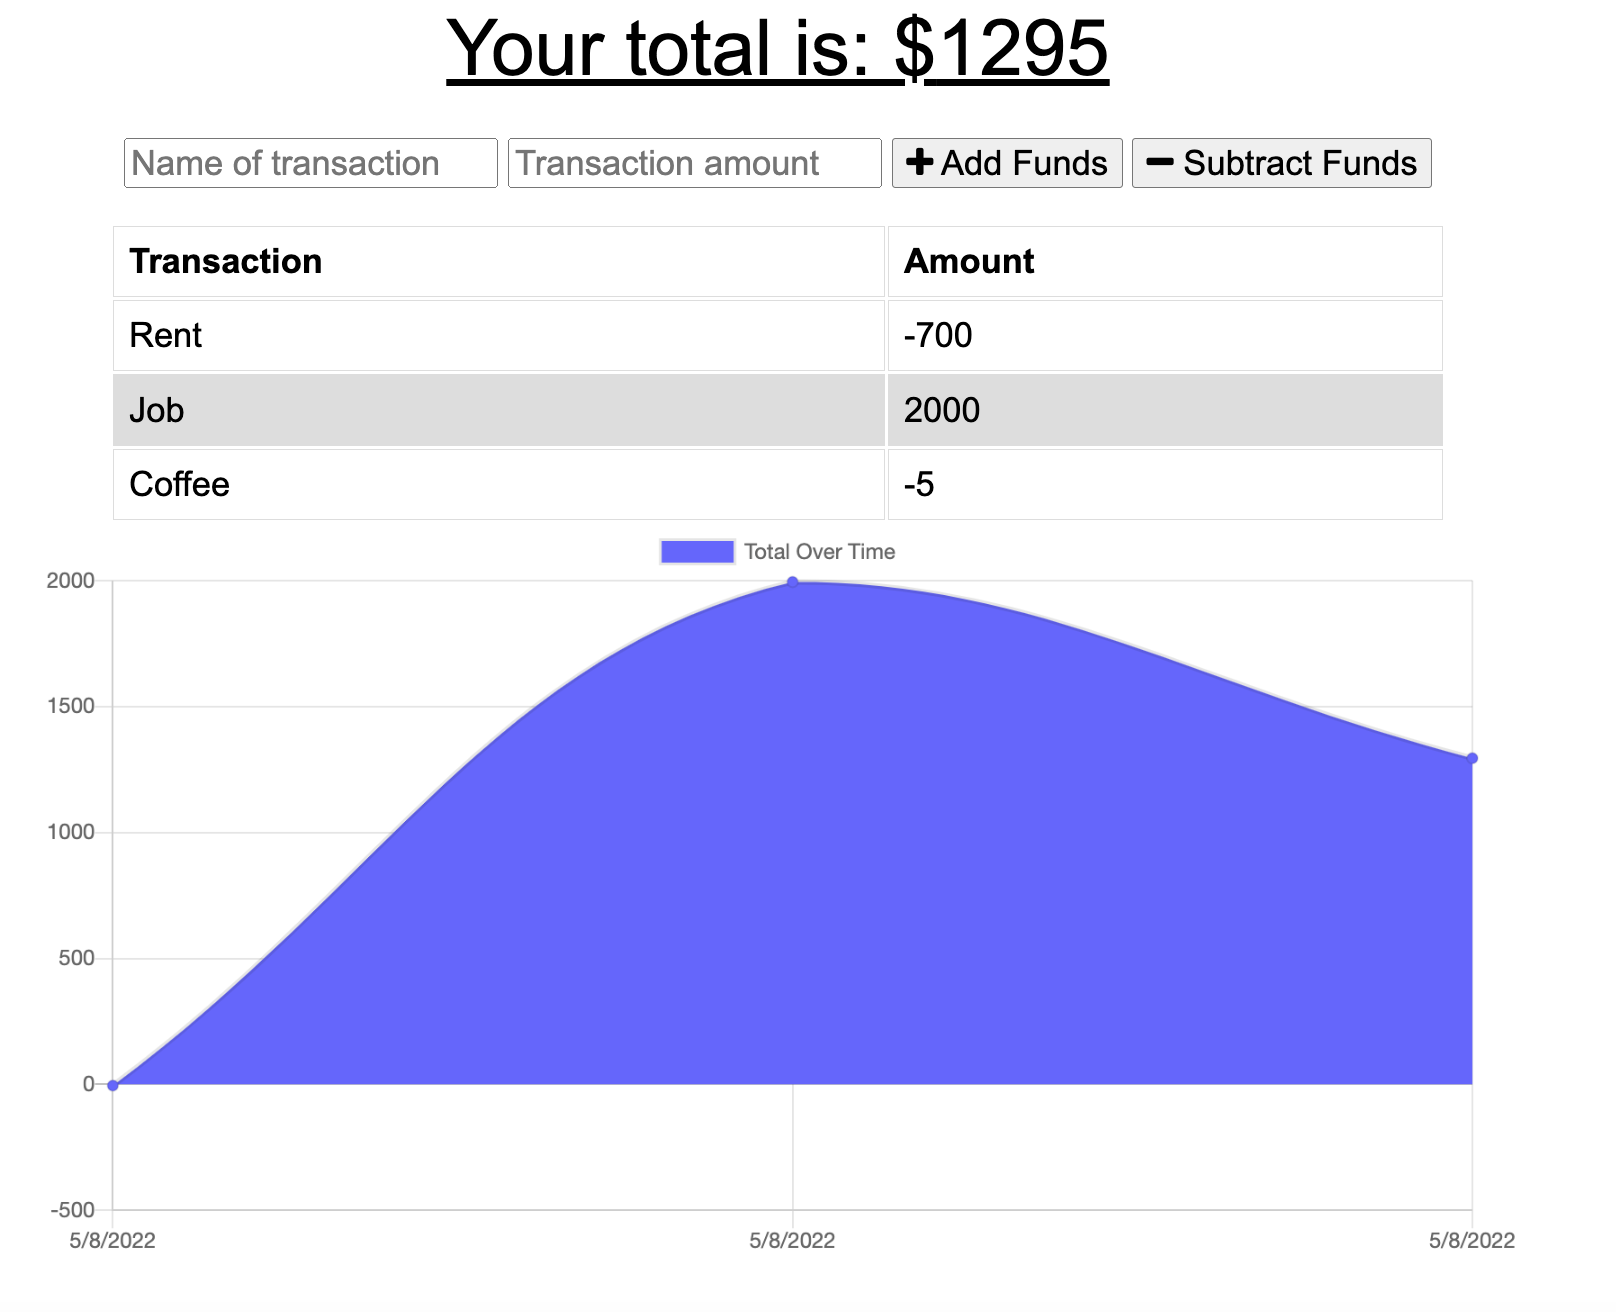 Your total is: $1295
Name of transaction Transaction amount Add Funds Subtract Funds
Transaction Amount
Rent -700
Job 2000
Coffee -5
Total Over Time
2000
1500
1000
500
0
-500
5/8/2022 5/8/2022 5/8/2022